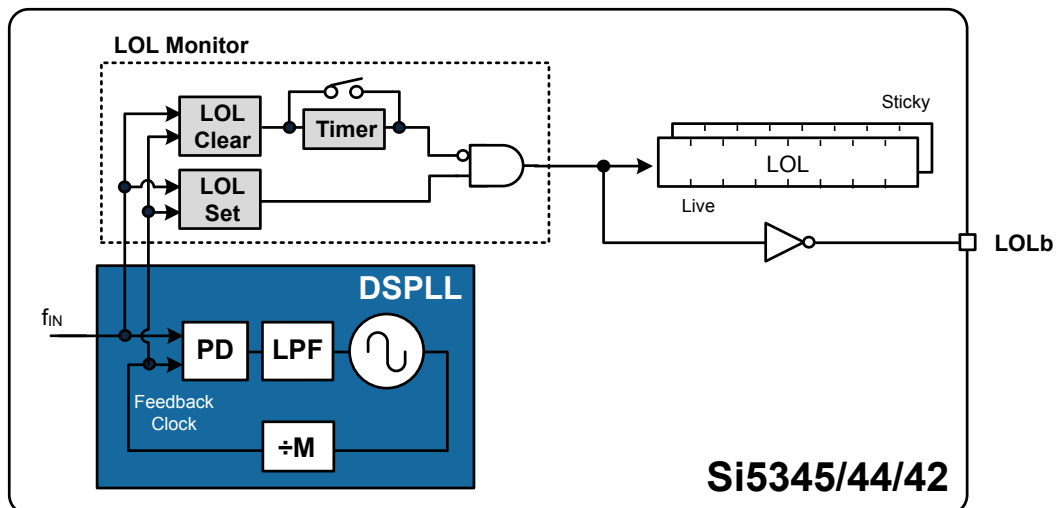 LOL Monitor
LOL
Clear
Timer
LOL
Set
Sticky
LOL
Live
LOLb
DSPLL
fIN
PD
LPF
Feedback
Clock
÷M
Si5345/44/42